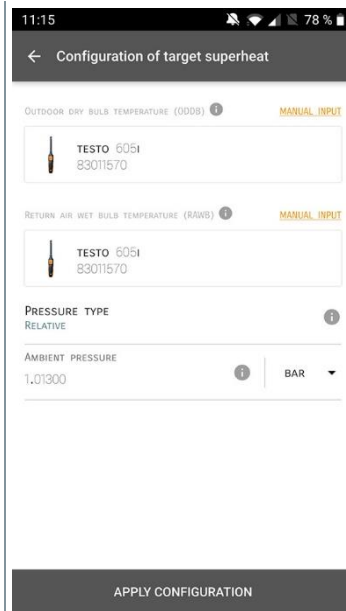 11:15 78 %
Configuration of target superheat
OUTDOOR DRY BULB TEMPERATURE (ODDB) MANUAL INPUT
TESTO 605I
83011570
RETURN AIR WET BULB TEMPERATURE (RAWB) MANUAL INPUT
TESTO 605I
83011570
PRESSURE TYPE
RELATIVE
AMBIENT PRESSURE
1.01300 BAR
APPLY CONFIGURATION